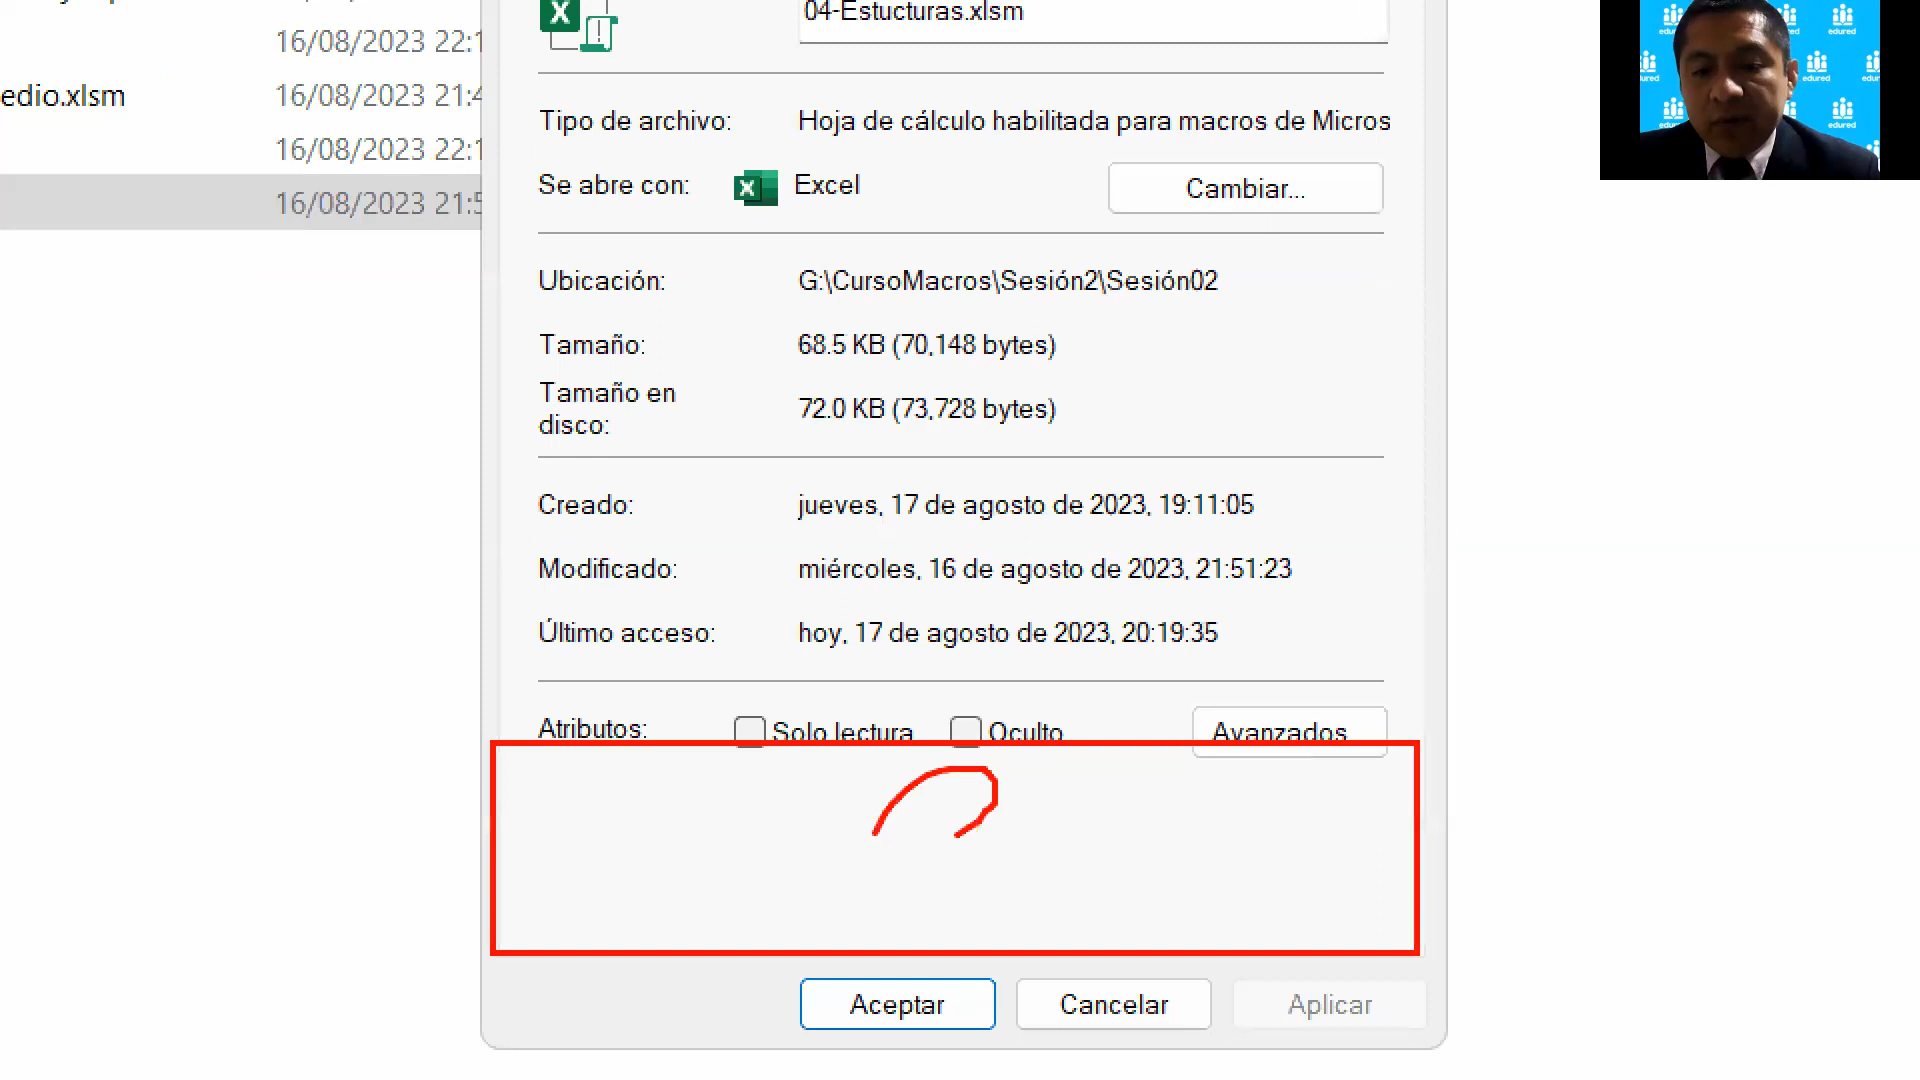 04-Estucturas.xlsm
16/08/2023 22:1
edio.xlsm 16/08/2023 21:4
16/08/2023 22:1
16/08/2023 21:5
Tipo de archivo: Hoja de cálculo habilitada para macros de Micros
Se abre con: Excel Cambiar...
Ubicación: G:\CursoMacros\Sesión2\Sesión02
Tamaño: 68.5 KB (70,148 bytes)
Tamaño en disco: 72.0 KB (73,728 bytes)
Creado: jueves, 17 de agosto de 2023, 19:11:05
Modificado: miércoles, 16 de agosto de 2023, 21:51:23
Último acceso: hoy, 17 de agosto de 2023, 20:19:35
Atributos: Solo lectura Oculto Avanzados
Aceptar Cancelar Aplicar
edured edured
edured
edured edured